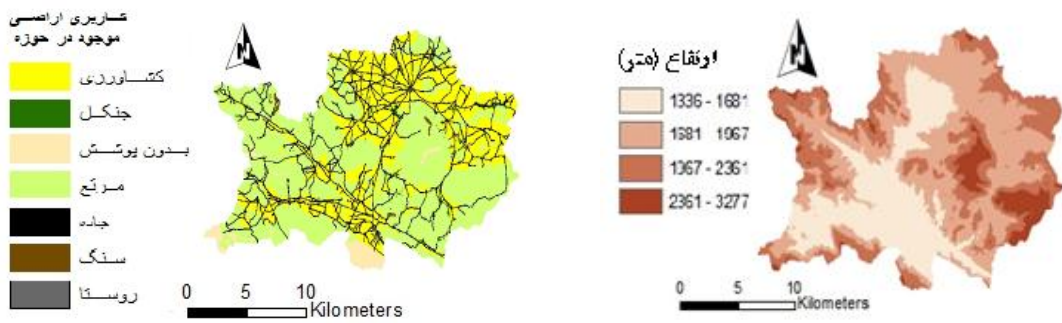 کاربری اراضی
موجود در حوزه
کشاورزی
جنگل
بدون پوشش
مرتع
جاده
سنگ
روستا
N
0 5 10
Kilometers
ارتفاع (متر)
1336 - 1681
1681 - 1967
1967 - 2361
2361 - 3277
N
0 5 10
Kilometers